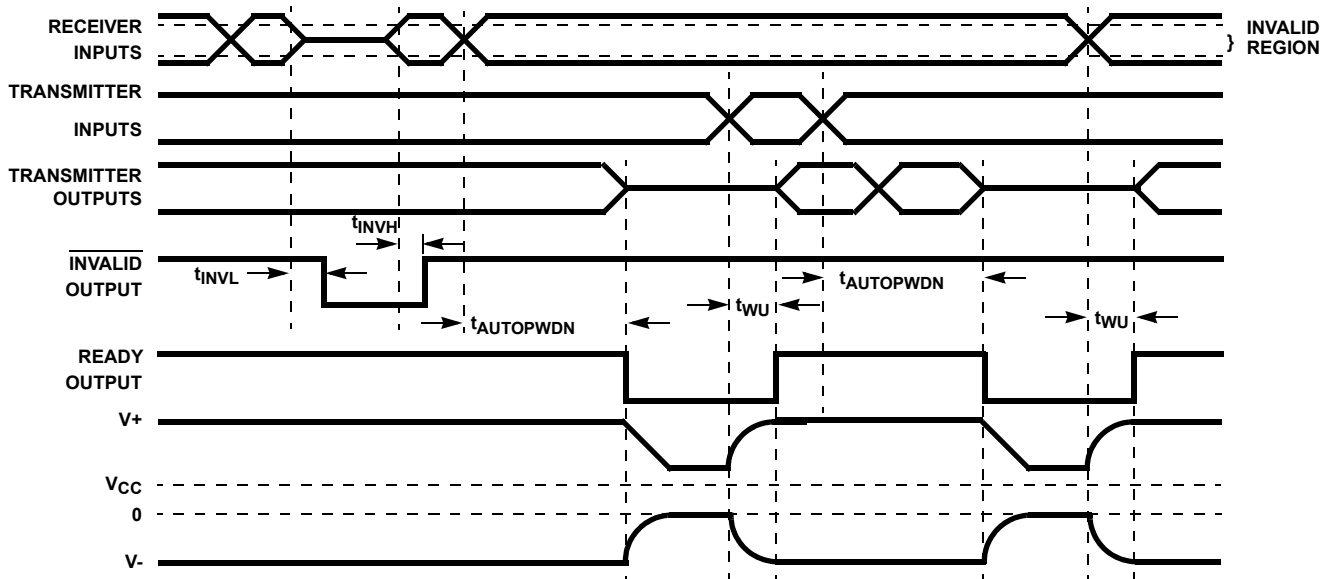 RECEIVER
INPUTS
} INVALID
REGION
TRANSMITTER
INPUTS
TRANSMITTER
OUTPUTS
tINVH
INVALID
OUTPUT
tINVL
tAUTOPWDN
tWU
tAUTOPWDN
tWU
READY
OUTPUT
V+
VCC
0
V-